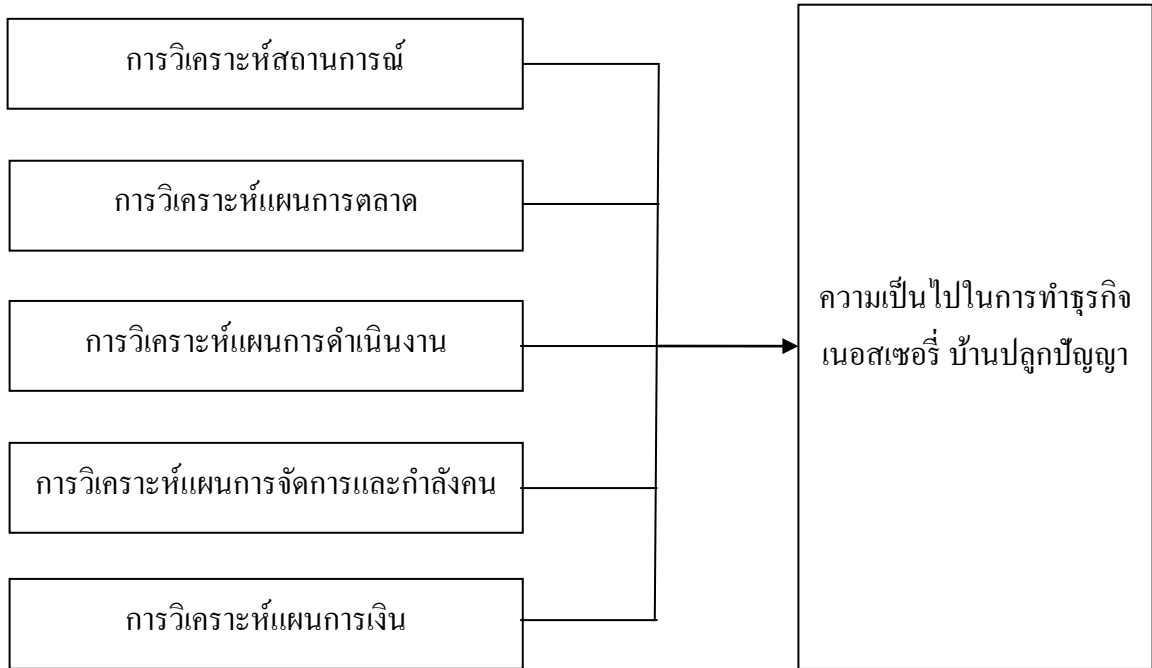 การวิเคราะห์สถานการณ์
การวิเคราะห์แผนการตลาด
การวิเคราะห์แผนการดำเนินงาน
การวิเคราะห์แผนการจัดการและกำลังคน
การวิเคราะห์แผนการเงิน
ความเป็นไปในการทำธุรกิจ
เนอสเซอรี่ บ้านปลูกปัญญา